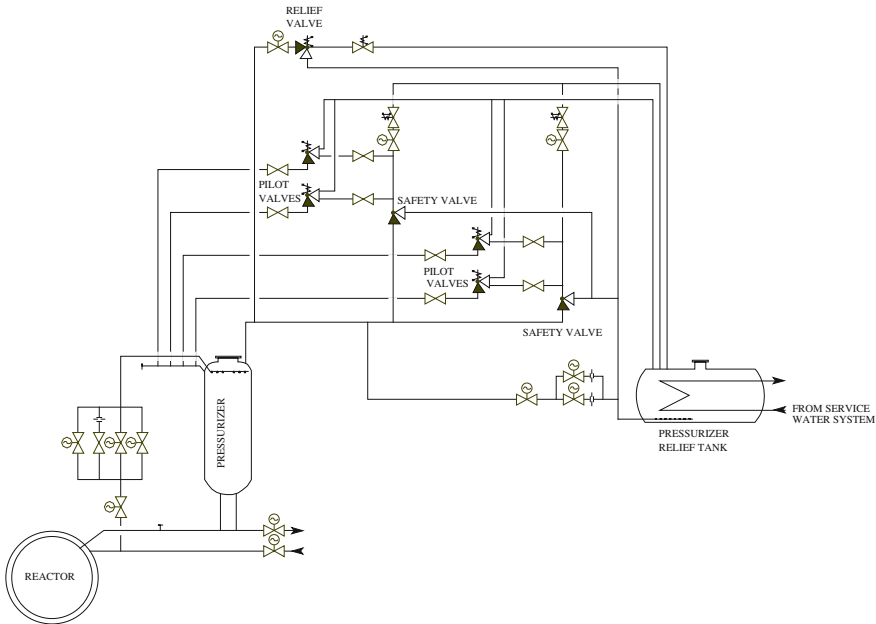 RELIEF
VALVE
PILOT
VALVES
SAFETY VALVE
PILOT
VALVES
SAFETY VALVE
PRESSURIZER
FROM SERVICE
WATER SYSTEM
PRESSURIZER
RELIEF TANK
REACTOR